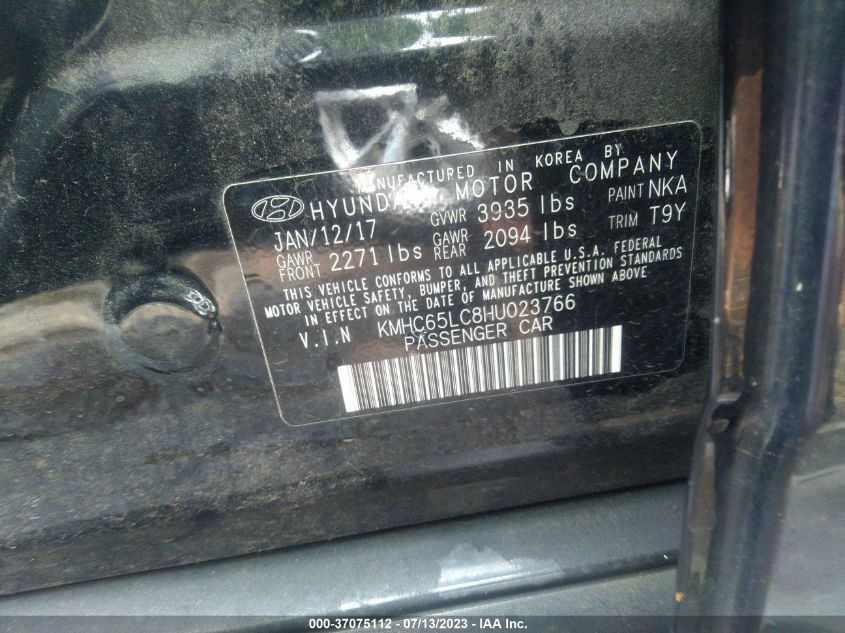 MANUFACTURED IN KOREA BY
HYUNDAI MOTOR COMPANY
JAN/12/17 GVWR 3935 lbs PAINT NKA
GAWR FRONT 2271 lbs GAWR REAR 2094 lbs TRIM T9Y
THIS VEHICLE CONFORMS TO ALL APPLICABLE U.S.A. FEDERAL
MOTOR VEHICLE SAFETY, BUMPER, AND THEFT PREVENTION STANDARDS
IN EFFECT ON THE DATE OF MANUFACTURE SHOWN ABOVE
V.I.N KMHC65LC8HU023766
PASSENGER CAR
000-37075112 - 07/13/2023 - IAA Inc.